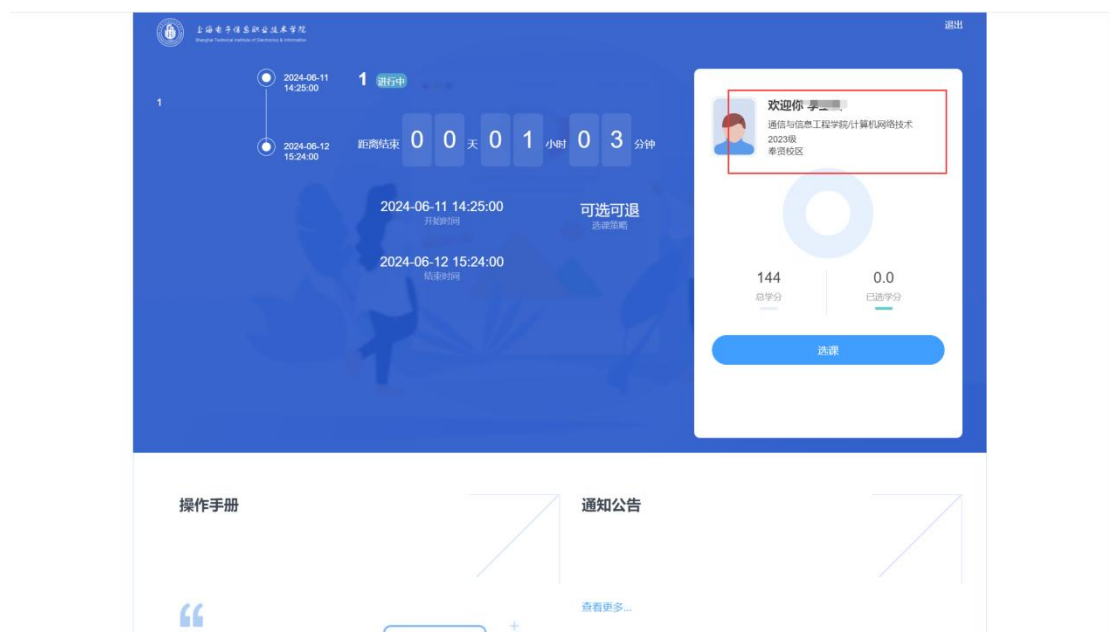 上海电子信息职业技术学院
Shanghai Technical Institute of Electronics & Information
退出
1
2024-06-11
14:25:00
2024-06-12
15:24:00
1 进行中
距离结束 0 0 天 0 1 小时 0 3 分钟
2024-06-11 14:25:00
开始时间
可选可退
选课策略
2024-06-12 15:24:00
结束时间
欢迎你
通信与信息工程学院/计算机网络技术
2023级
奉贤校区
144
总学分
0.0
已选学分
选课
操作手册
通知公告
查看更多...